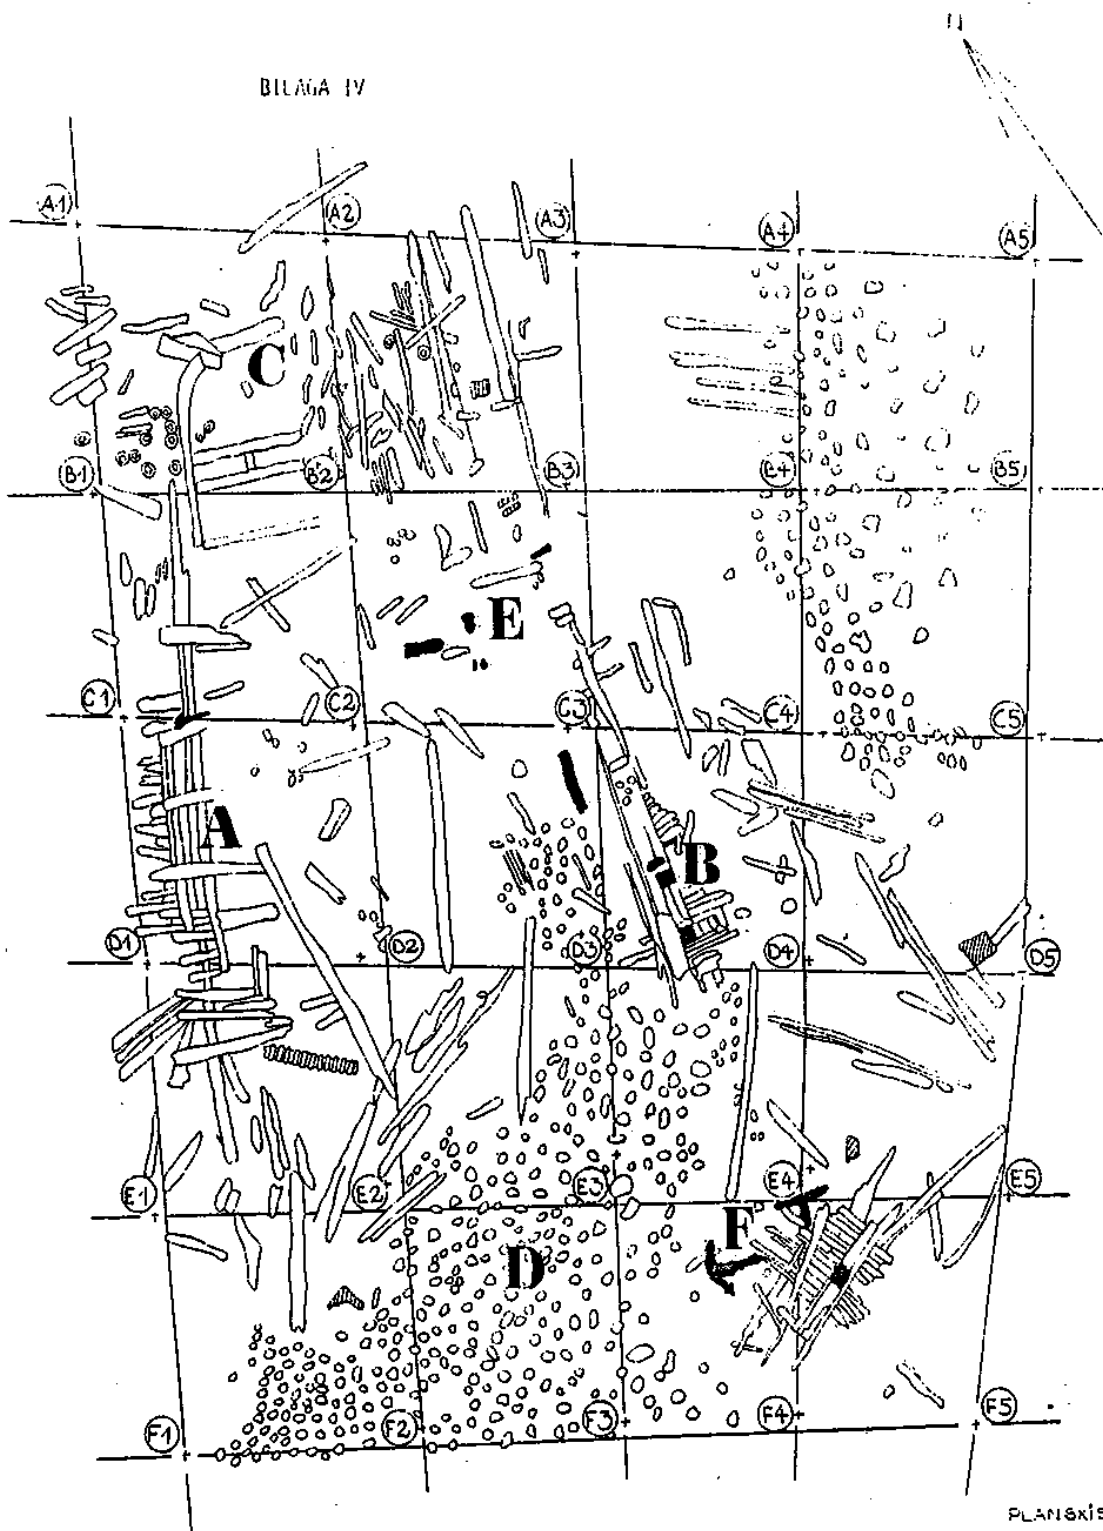 N
BILAGA IV
A1 A2 A3 A4 A5
C
B1 B2 B3 B4 B5
E
C1 C2 C3 C4 C5
A B
D1 D2 D3 D4 D5
E1 E2 E3 E4 E5
F
D
F1 F2 F3 F4 F5